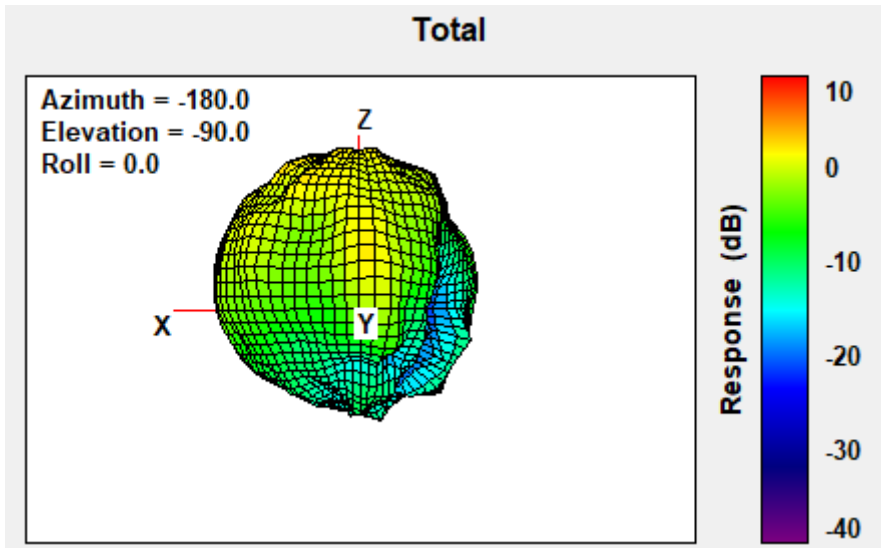 Total
Azimuth = -180.0
Elevation = -90.0
Roll = 0.0
Z
X
Y
Response (dB)
10
0
-10
-20
-30
-40